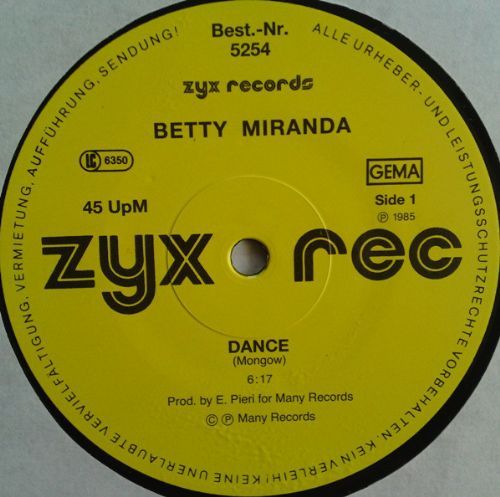 Best.-Nr.
5254
zyx records
BETTY MIRANDA
LC 6350
GEMA
45 UpM
Side 1
Ⓟ 1985
zyx rec
DANCE
(Mongow)
6:17
Prod. by E. Pieri for Many Records
© Ⓟ Many Records
ALLE URHEBER- UND LEISTUNGSSCHUTZRECHTE VORBEHALTEN. KEIN VERLEIH! KEINE UNERLAUBTE VERVIELFÄLTIGUNG, VERMIETUNG, AUFFÜHRUNG, SENDUNG!